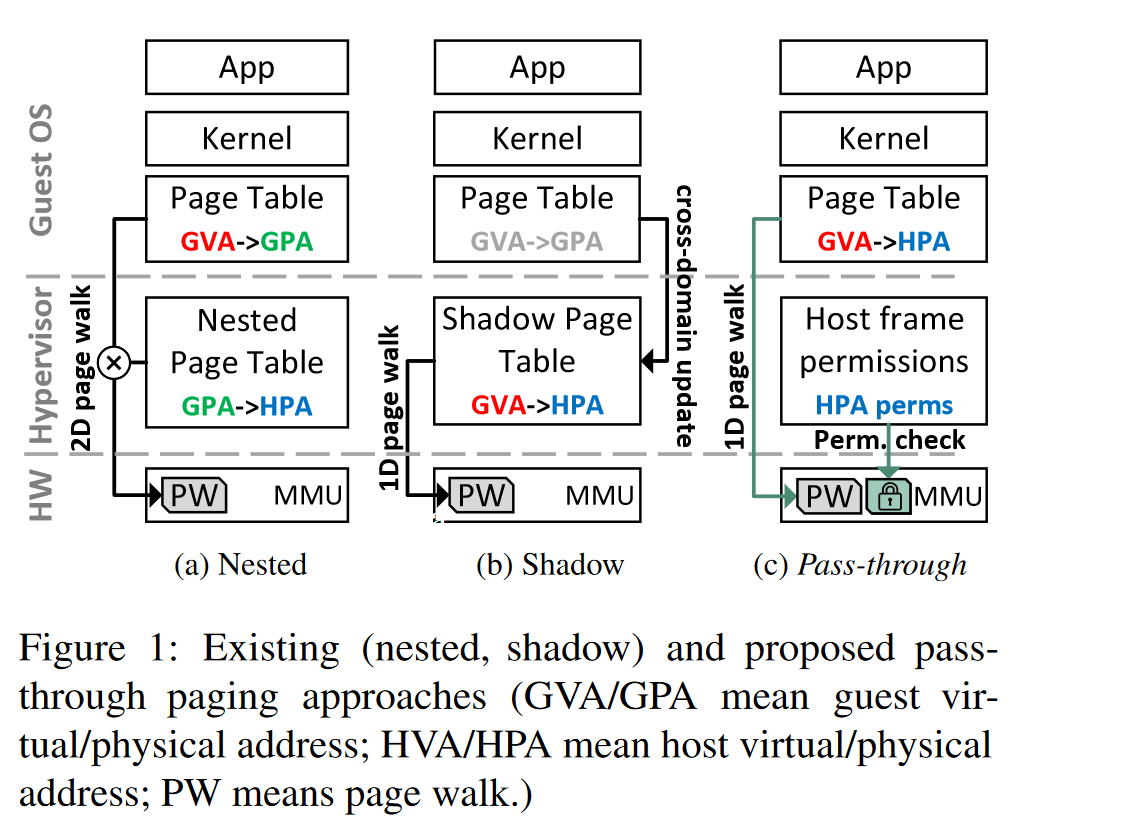 App
Kernel
Page Table
GVA->GPA
Nested
Page Table
GPA->HPA
PW
MMU
2D page walk
(a) Nested
App
Kernel
Page Table
GVA->GPA
Shadow Page
Table
GVA->HPA
PW
MMU
1D page walk
cross-domain update
(b) Shadow
App
Kernel
Page Table
GVA->HPA
Host frame
permissions
HPA perms
Perm. check
PW
MMU
1D page walk
(c) Pass-through
Guest OS
Hypervisor
HW
Figure 1: Existing (nested, shadow) and proposed pass-
through paging approaches (GVA/GPA mean guest vir-
tual/physical address; HVA/HPA mean host virtual/physical
address; PW means page walk.)